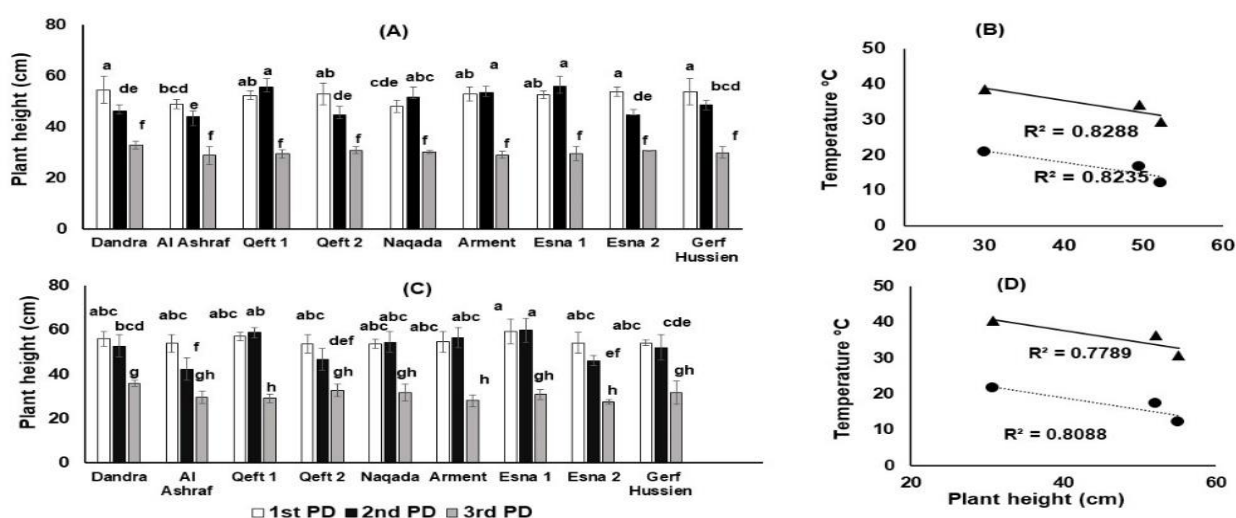 (A)
Plant height (cm)
80
60
40
20
0
a de f
bcd e f
ab a f
ab de f
cde abc f
ab a f
ab a f
a de f
a bcd f
Dandra Al Ashraf Qeft 1 Qeft 2 Naqada Arment Esna 1 Esna 2 Gerf
Hussien
(B)
Temperature °C
50
40
30
20
10
0
R² = 0.8288
R² = 0.8235
20 30 40 50 60
(C)
Plant height (cm)
80
60
40
20
0
abc bcd g
abc f gh
abc ab h
abc def gh
abc abc gh
abc abc h
a a gh
abc ef h
abc cde gh
Dandra Al Qeft 1 Qeft 2 Naqada Arment Esna 1 Esna 2 Gerf
Ashraf Hussien
1st PD 2nd PD 3rd PD
(D)
Temperature °C
50
40
30
20
10
0
R² = 0.7789
R² = 0.8088
20 40 60
Plant height (cm)